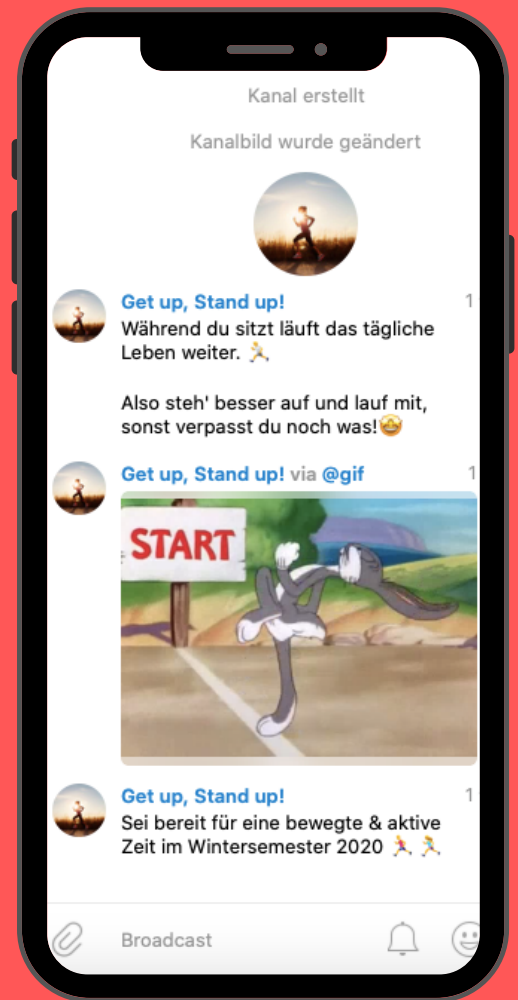 Kanal erstellt
Kanalbild wurde geändert
Get up, Stand up!
1
Während du sitzt läuft das tägliche
Leben weiter. 🏃
Also steh' besser auf und lauf mit,
sonst verpasst du noch was!🤩
Get up, Stand up! via @gif
1
START
Get up, Stand up!
1
Sei bereit für eine bewegte & aktive
Zeit im Wintersemester 2020 🏃‍♀️🏃
Broadcast